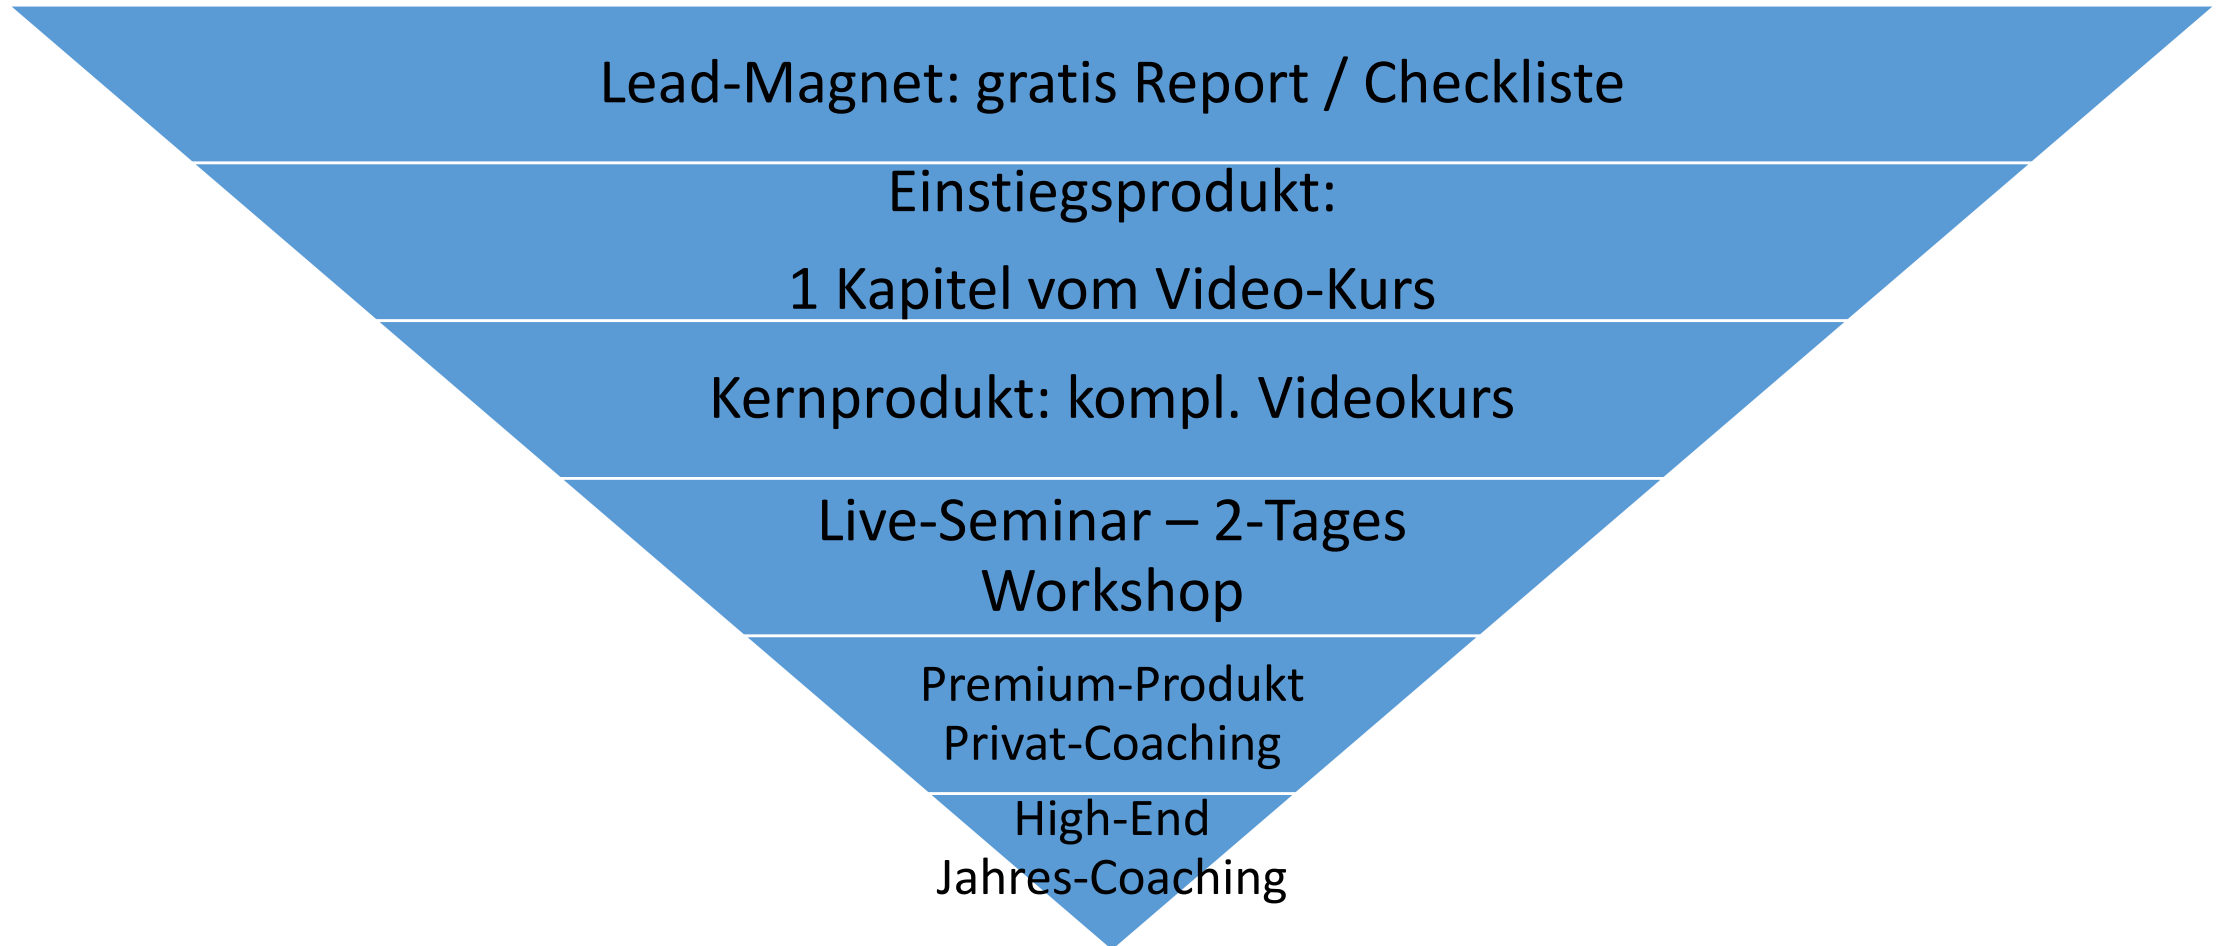 Lead-Magnet: gratis Report / Checkliste
Einstiegsprodukt:
1 Kapitel vom Video-Kurs
Kernprodukt: kompl. Videokurs
Live-Seminar – 2-Tages
Workshop
Premium-Produkt
Privat-Coaching
High-End
Jahres-Coaching